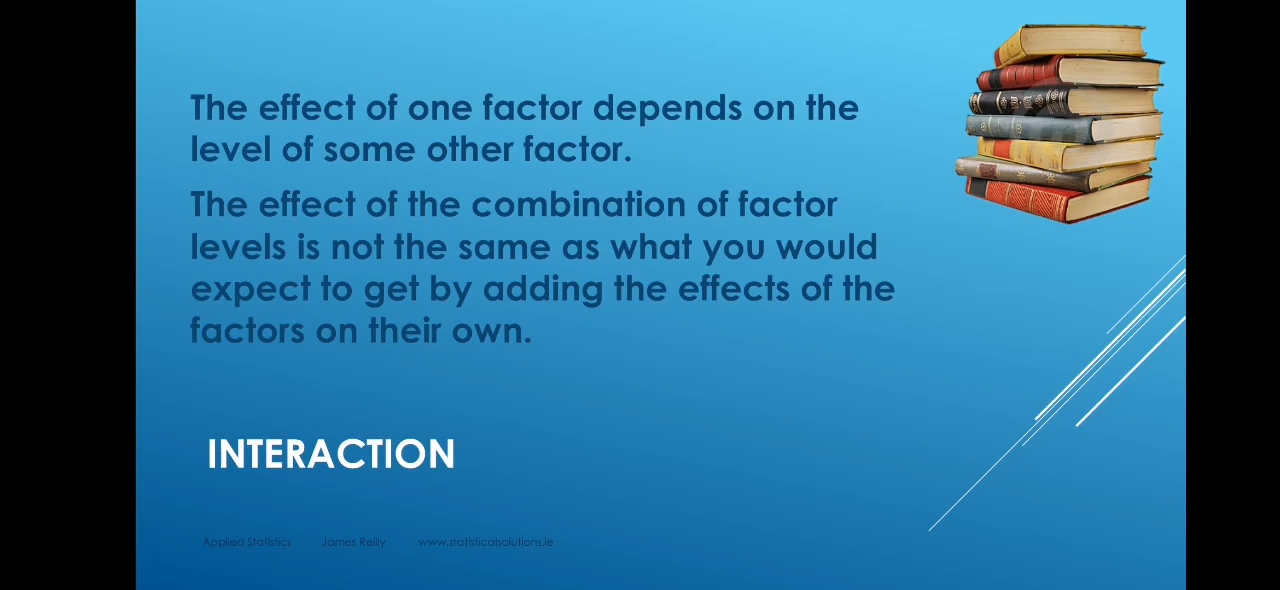 The effect of one factor depends on the
level of some other factor.
The effect of the combination of factor
levels is not the same as what you would
expect to get by adding the effects of the
factors on their own.
INTERACTION
Applied Statistics James Reilly www.statisticalsolutions.ie